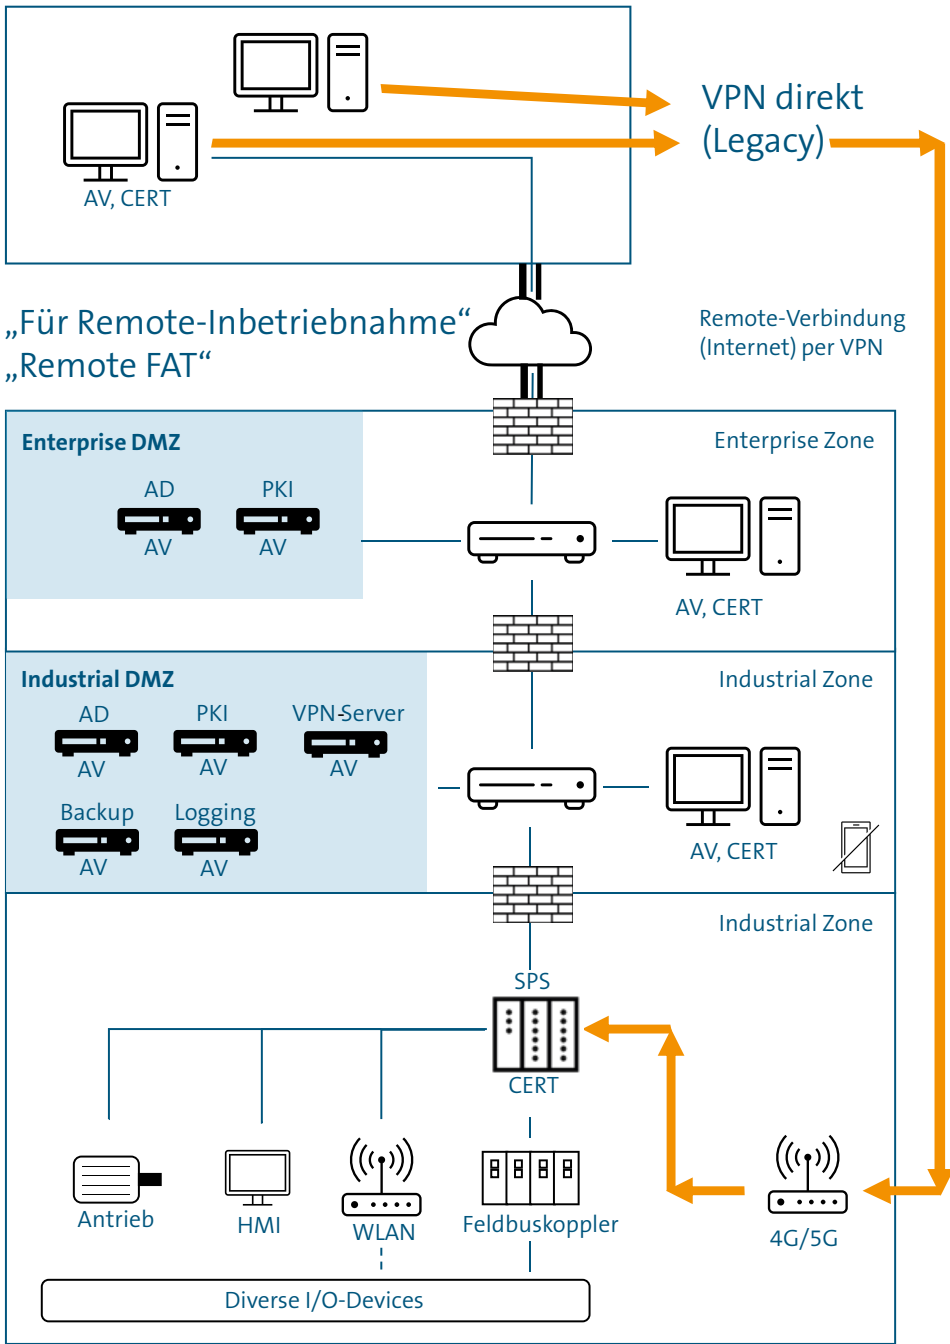 VPN direkt
(Legacy)
AV, CERT
„Für Remote-Inbetriebnahme“
„Remote FAT“
Remote-Verbindung
(Internet) per VPN
Enterprise DMZ
Enterprise Zone
AD
PKI
AV
AV
AV, CERT
Industrial DMZ
Industrial Zone
AD
PKI
VPN-Server
AV
AV
AV
Backup
Logging
AV
AV
AV, CERT
Industrial Zone
SPS
CERT
Antrieb
HMI
WLAN
Feldbuskoppler
4G/5G
Diverse I/O-Devices